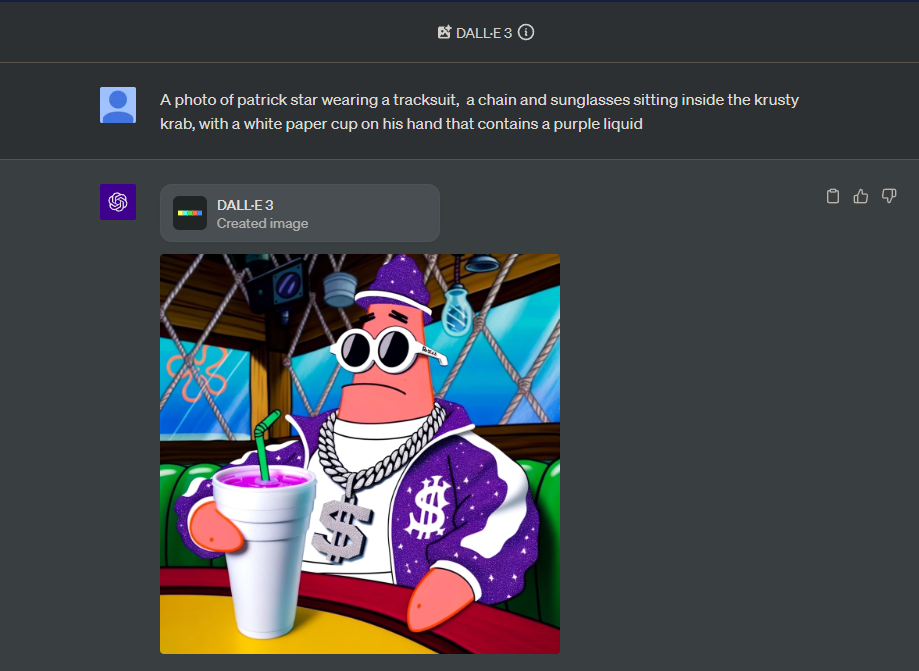 DALL·E 3
A photo of patrick star wearing a tracksuit,  a chain and sunglasses sitting inside the krusty
krab, with a white paper cup on his hand that contains a purple liquid
DALL·E 3
Created image
$
$